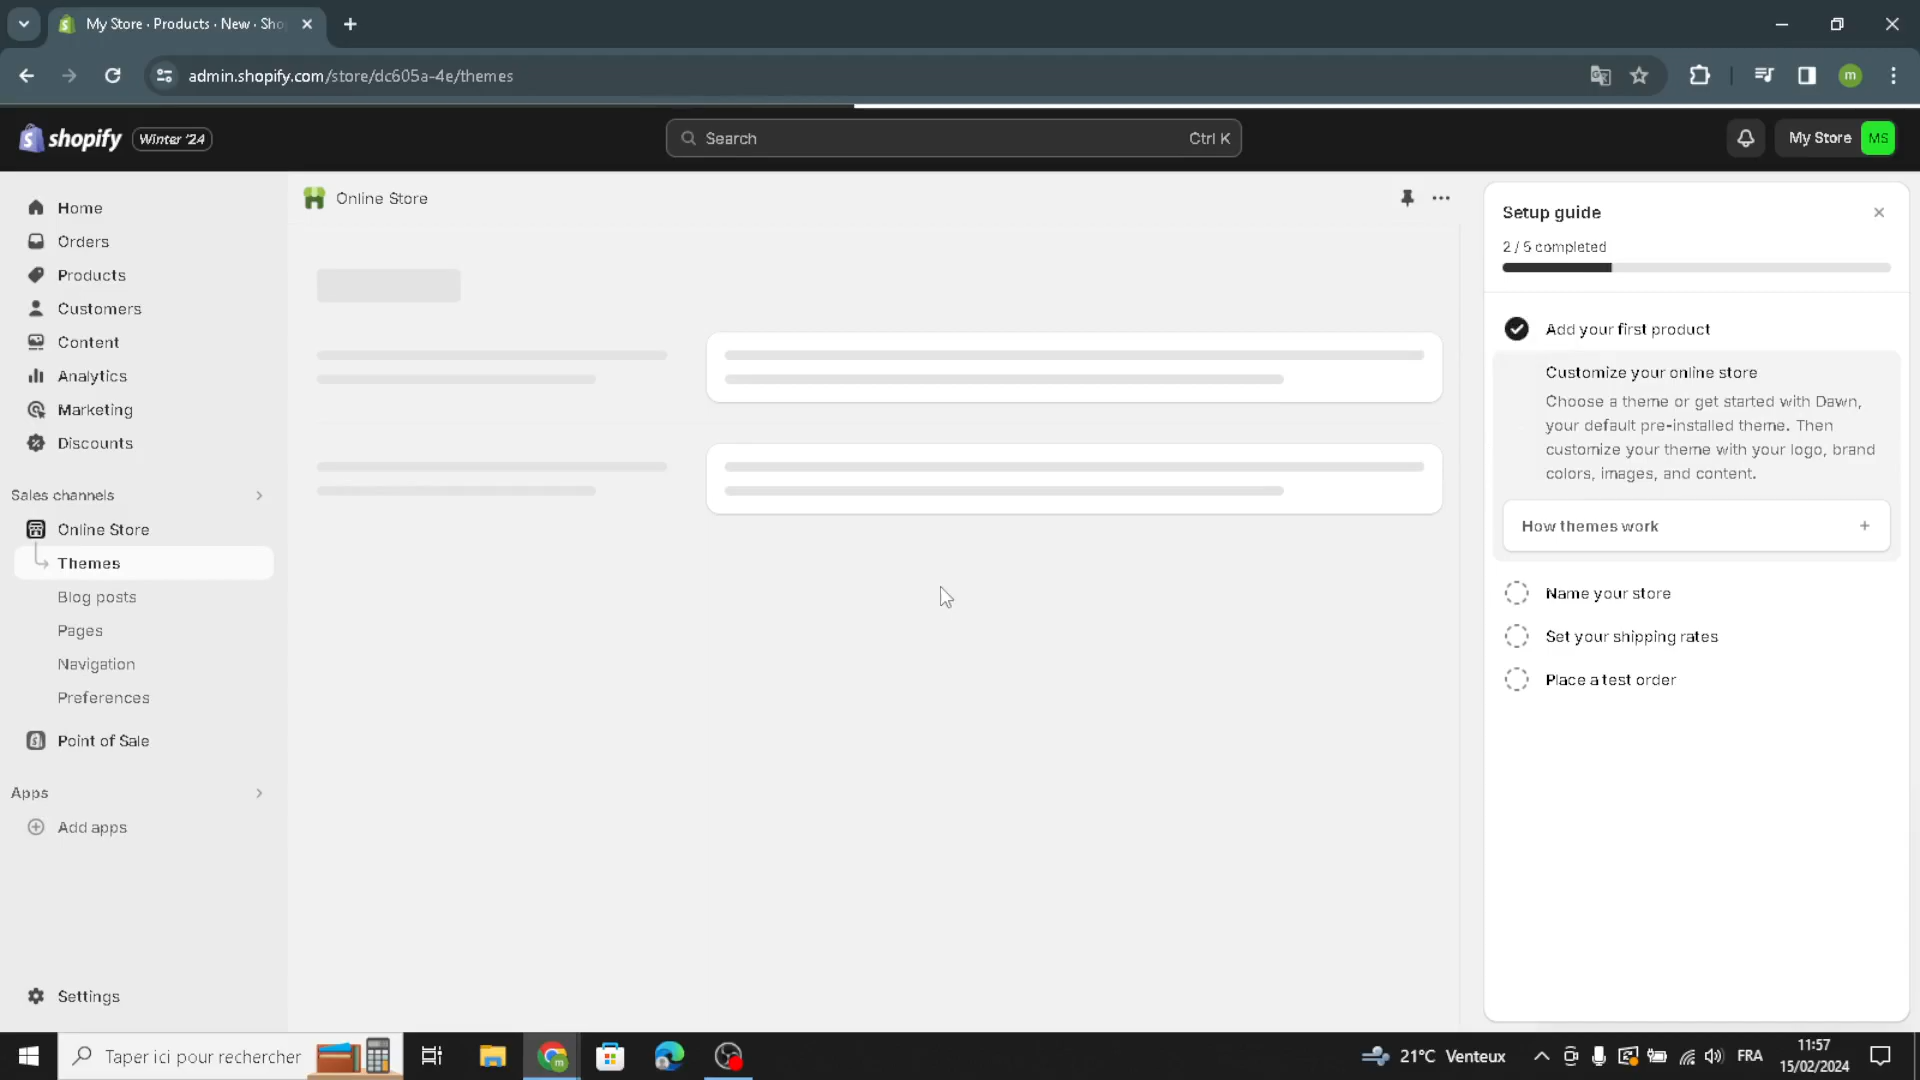 My Store · Products · New · Sho
admin.shopify.com/store/dc605a-4e/themes
m
shopify
Winter '24
Search
Ctrl K
My Store
MS
Home
Orders
Products
Customers
Content
Analytics
Marketing
Discounts
Sales channels
Online Store
Themes
Blog posts
Pages
Navigation
Preferences
Point of Sale
Apps
Add apps
Settings
Online Store
Setup guide
2 / 5 completed
Add your first product
Customize your online store
Choose a theme or get started with Dawn,
your default pre-installed theme. Then
customize your theme with your logo, brand
colors, images, and content.
How themes work
Name your store
Set your shipping rates
Place a test order
Taper ici pour rechercher
21°C Venteux
FRA
11:57
15/02/2024